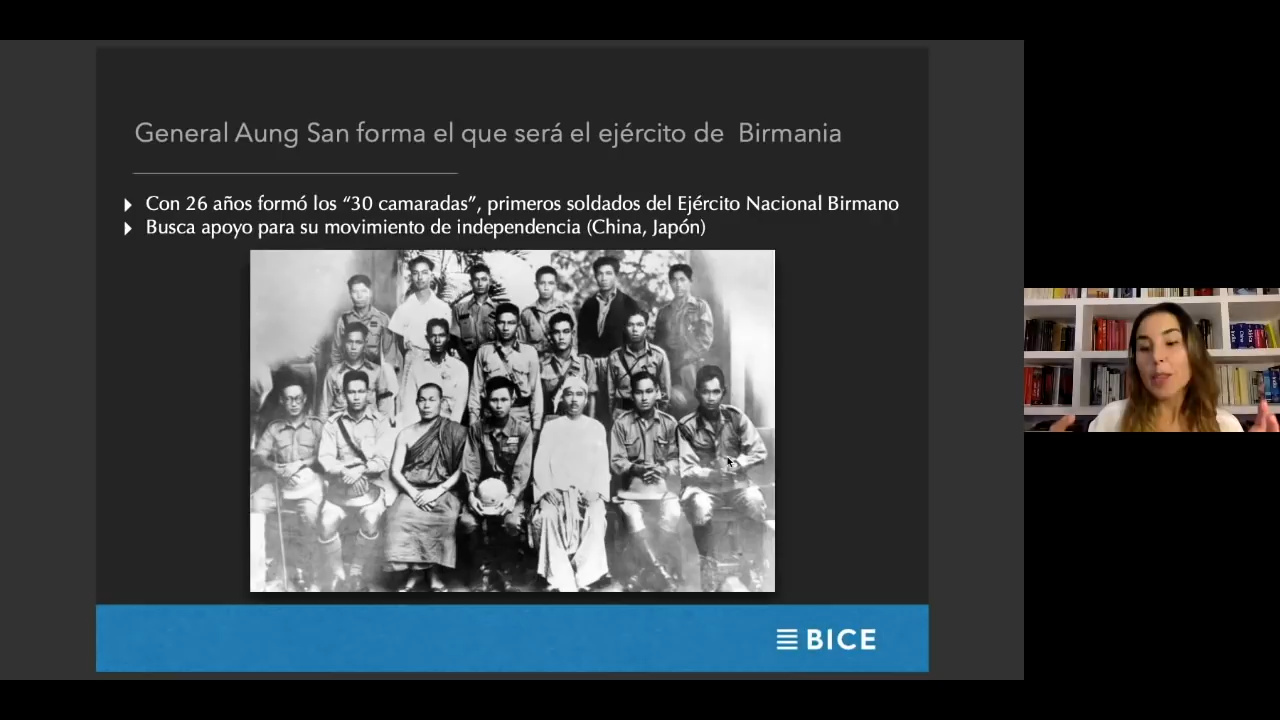 General Aung San forma el que será el ejército de Birmania
Con 26 años formó los “30 camaradas”, primeros soldados del Ejército Nacional Birmano
Busca apoyo para su movimiento de independencia (China, Japón)
BICE